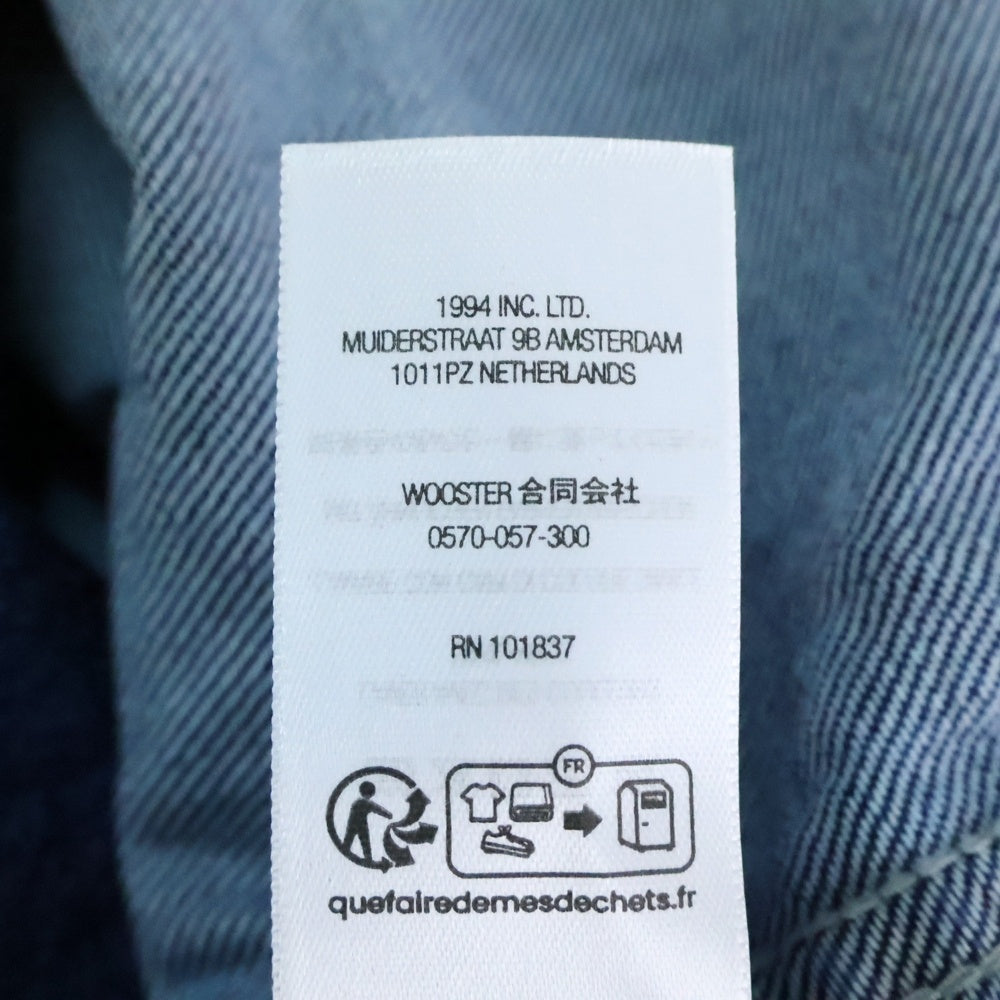 1994 INC. LTD.
MUIDERSTRAAT 9B AMSTERDAM
1011PZ NETHERLANDS
WOOSTER 合同会社
0570-057-300
RN 101837
FR
quefairedemesdechets.fr